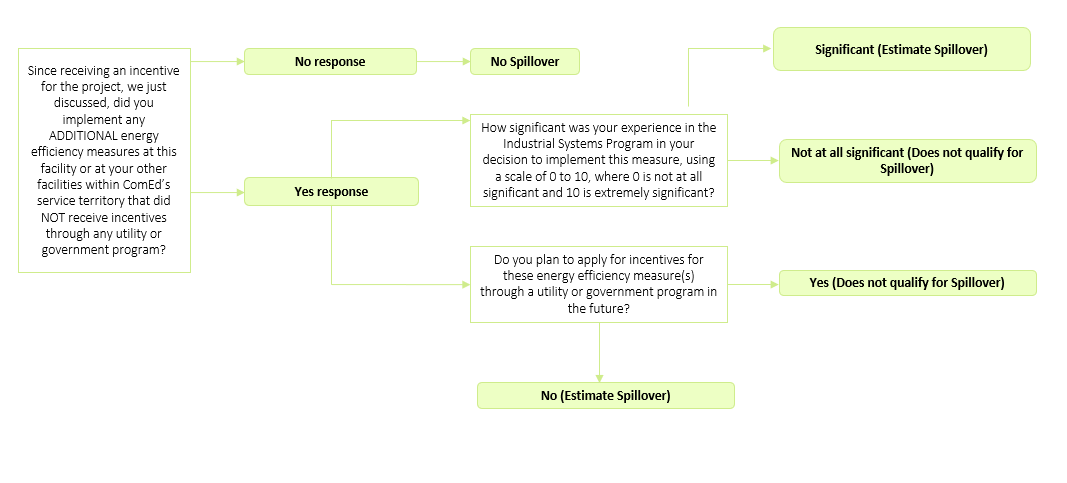 Since receiving an incentive
for the project, we just
discussed, did you
implement any
ADDITIONAL energy
efficiency measures at this
facility or at your other
facilities within ComEd's
service territory that did
NOT receive incentives
through any utility or
government program?
No response
No Spillover
Yes response
How significant was your experience in the
Industrial Systems Program in your
decision to implement this measure, using
a scale of 0 to 10, where 0 is not at all
significant and 10 is extremely significant?
Significant (Estimate Spillover)
Not at all significant (Does not qualify for
Spillover)
Do you plan to apply for incentives for
these energy efficiency measure(s)
through a utility or government program in
the future?
Yes (Does not qualify for Spillover)
No (Estimate Spillover)